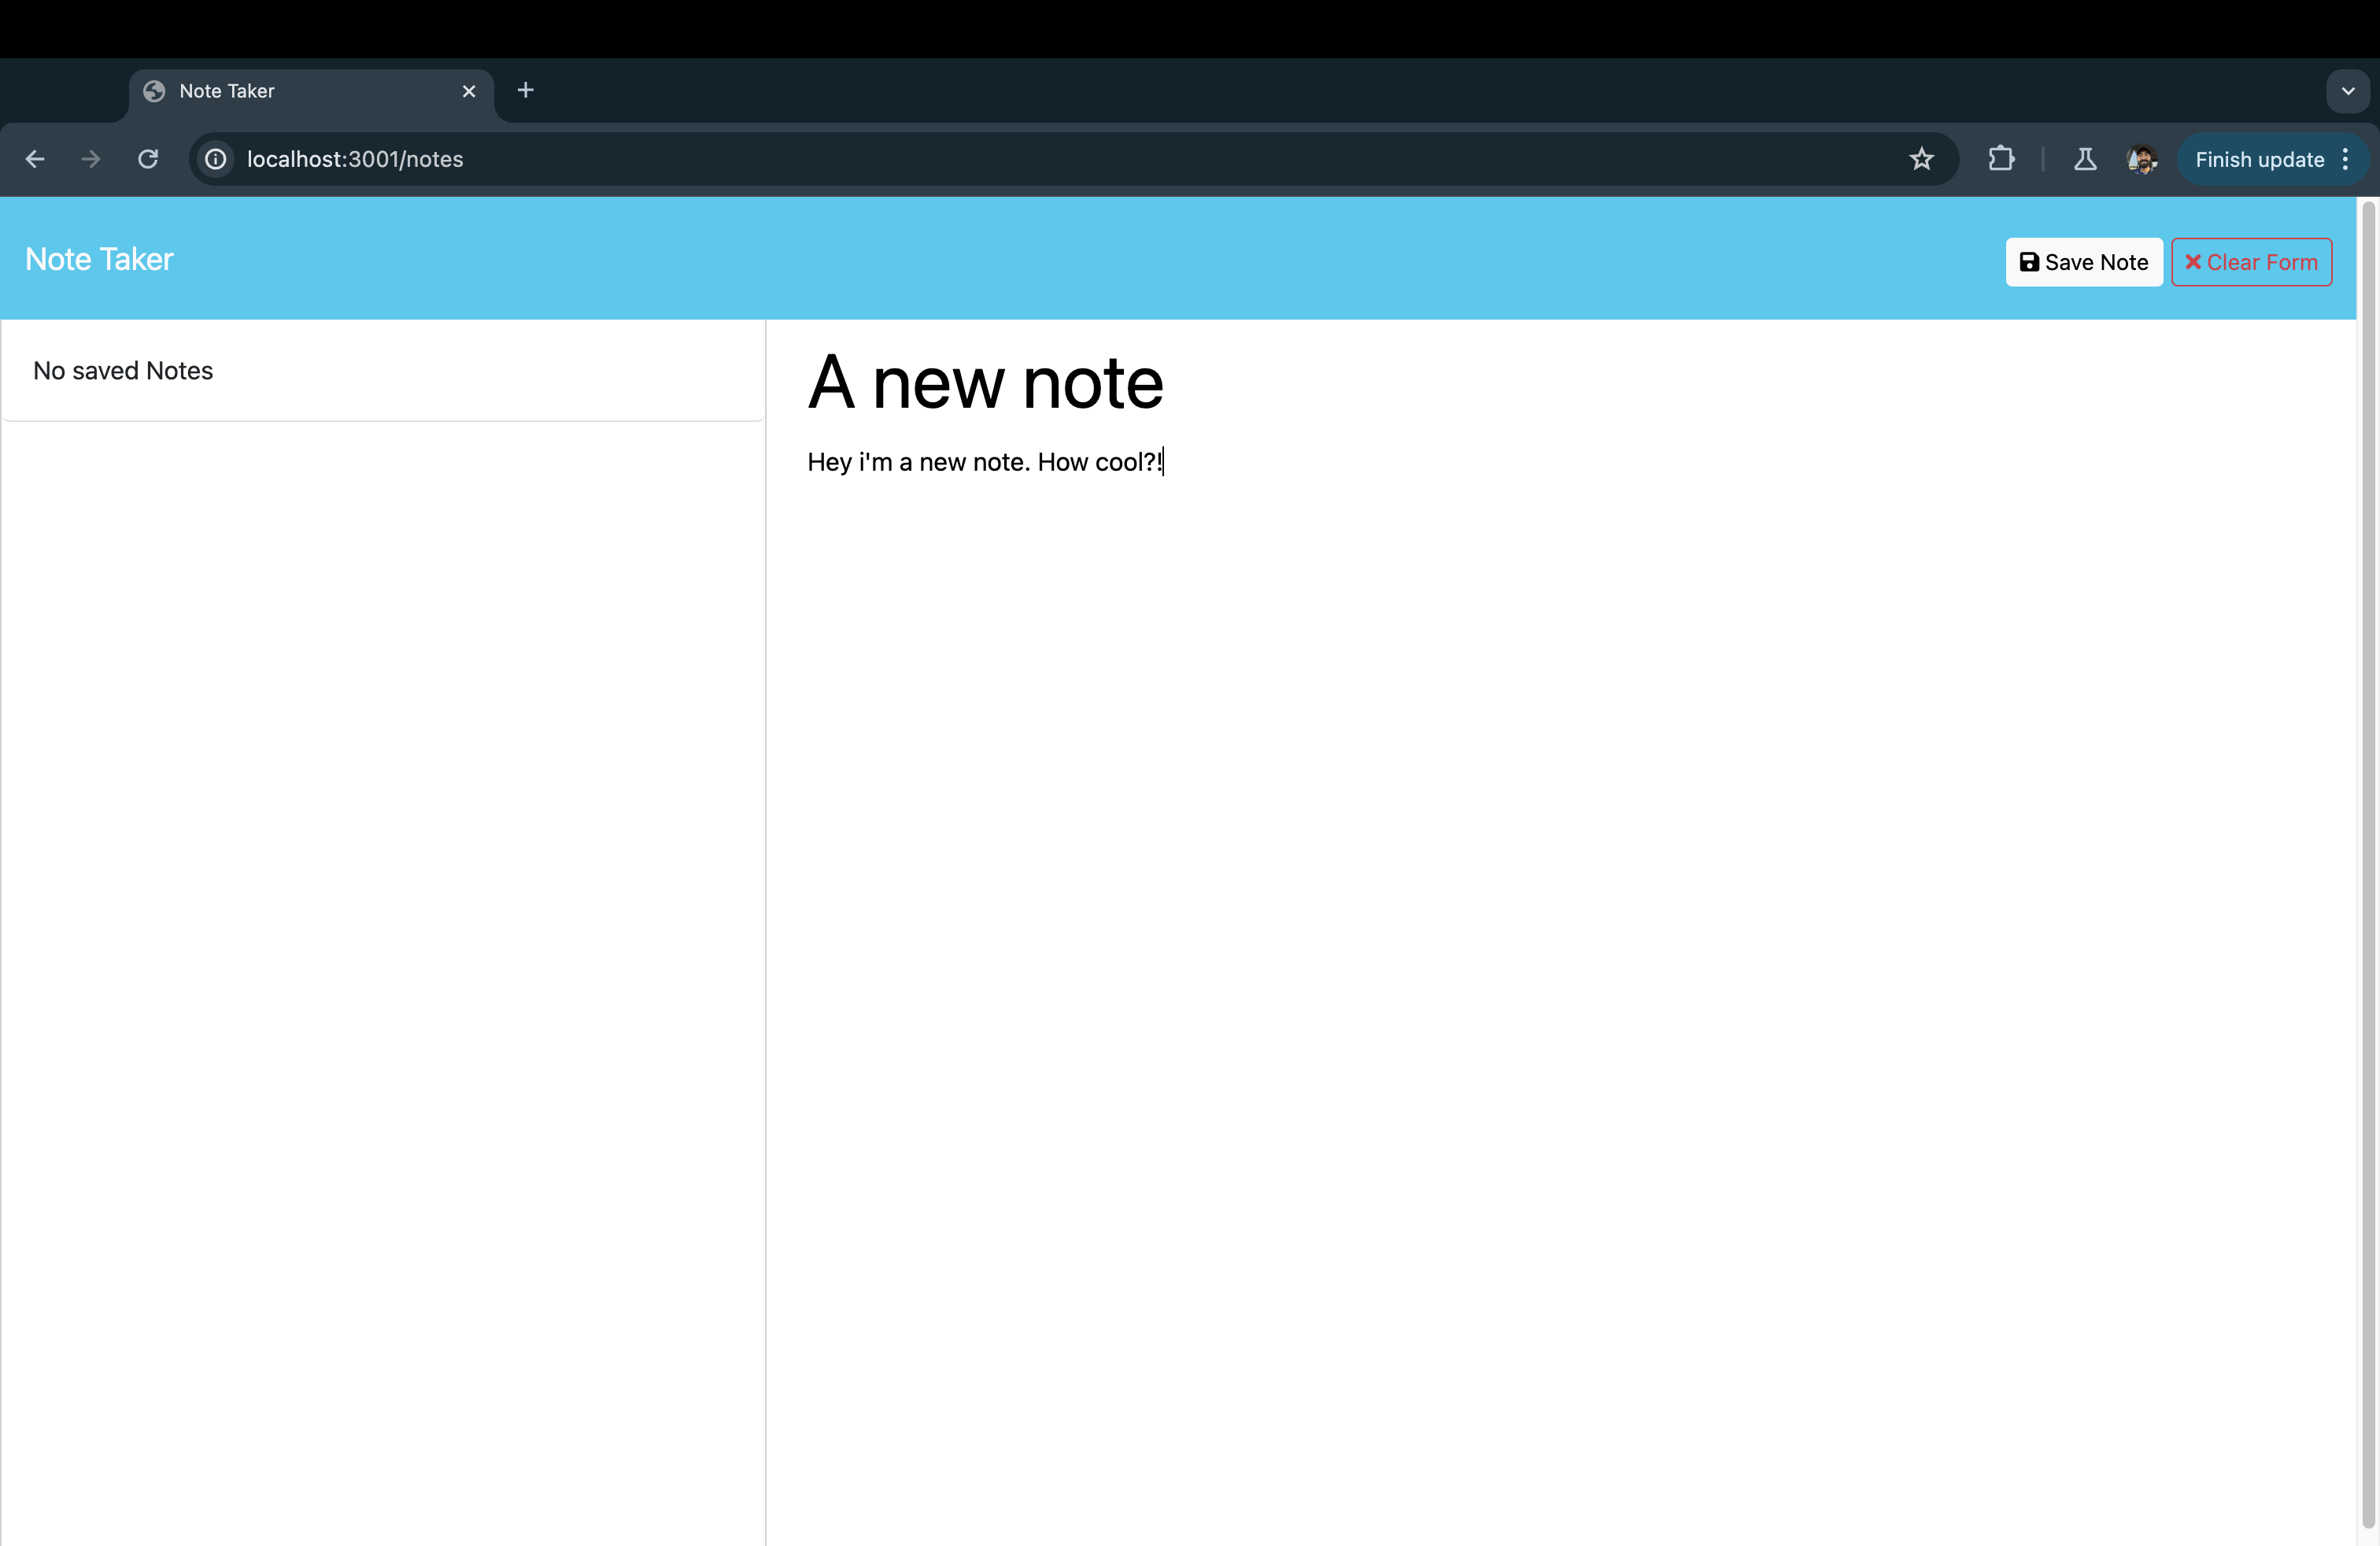 Note Taker
localhost:3001/notes
Finish update
Note Taker
Save Note
Clear Form
No saved Notes
A new note
Hey i'm a new note. How cool?!